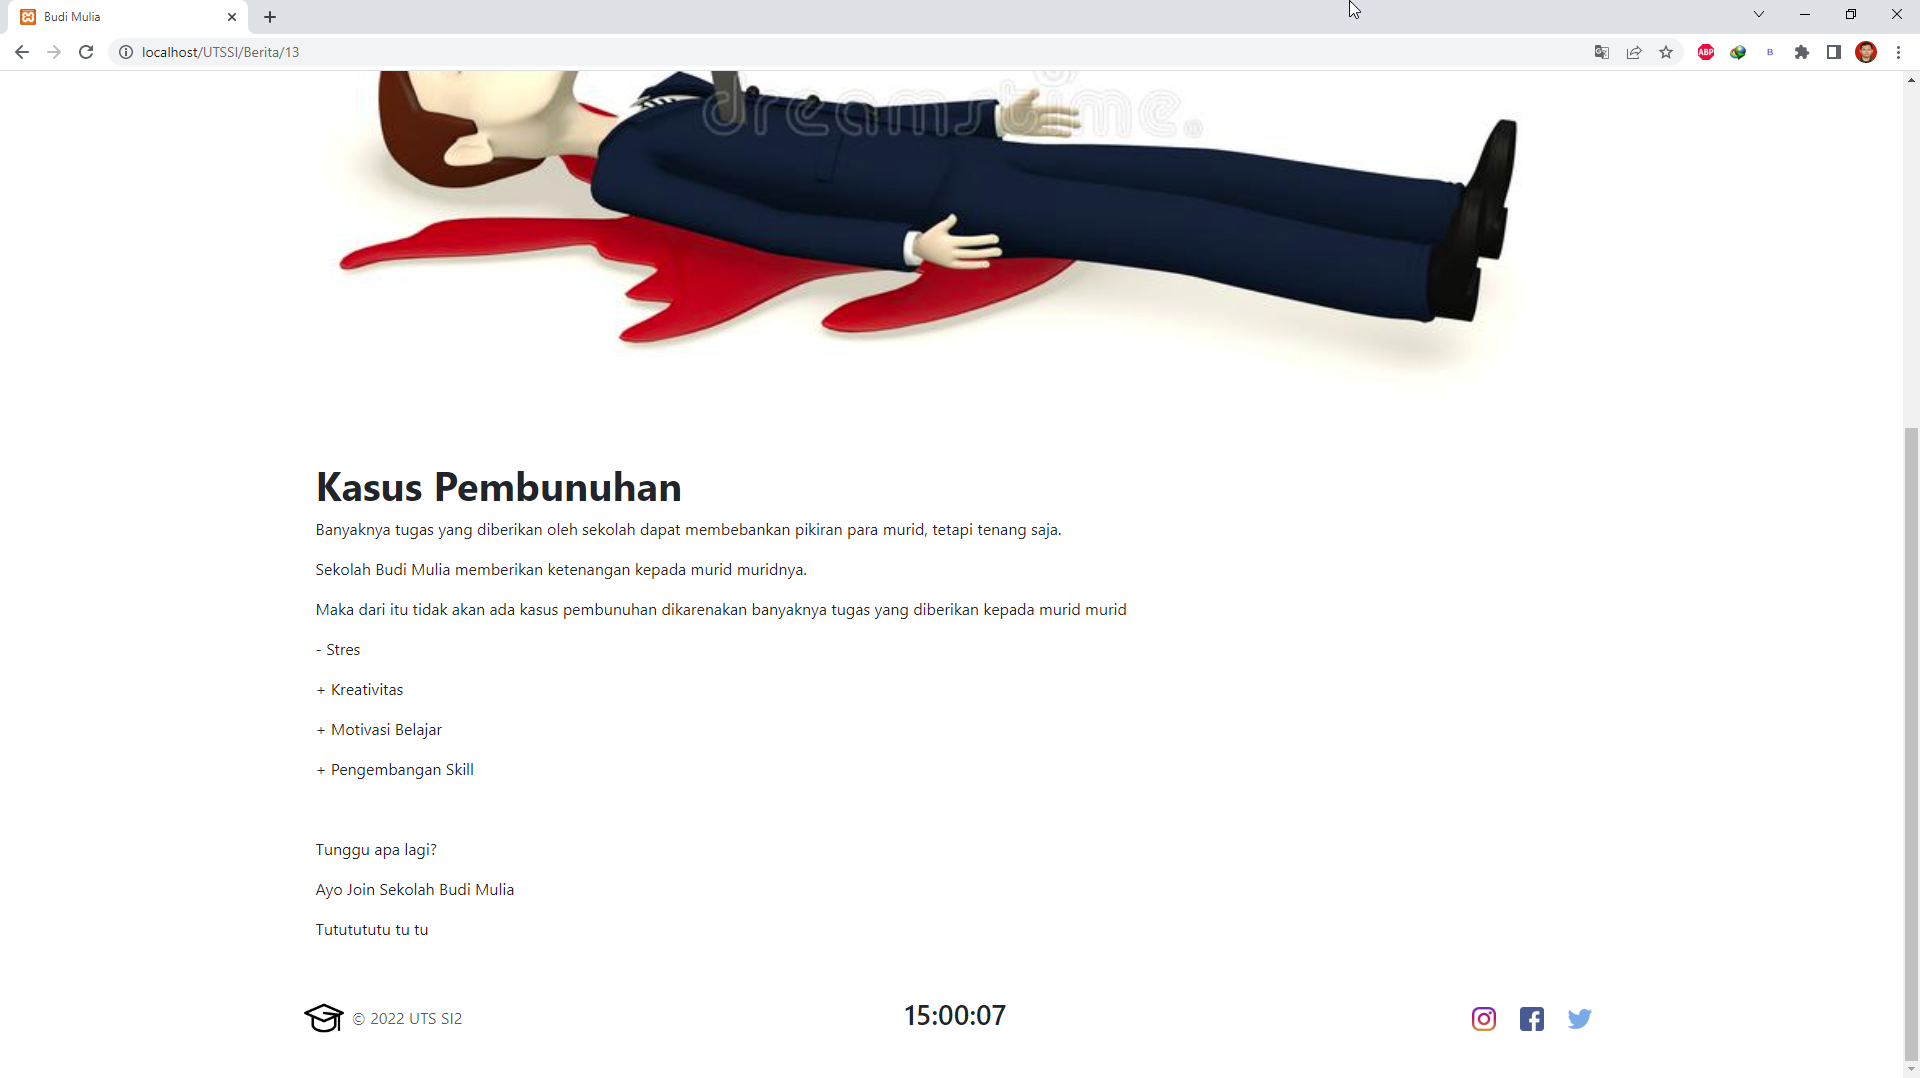 Budi Mulia
localhost/UTSSI/Berita/13
ABP
B
dreamstime
Kasus Pembunuhan
Banyaknya tugas yang diberikan oleh sekolah dapat membebankan pikiran para murid, tetapi tenang saja.
Sekolah Budi Mulia memberikan ketenangan kepada murid muridnya.
Maka dari itu tidak akan ada kasus pembunuhan dikarenakan banyaknya tugas yang diberikan kepada murid murid
- Stres
+ Kreativitas
+ Motivasi Belajar
+ Pengembangan Skill
Tunggu apa lagi?
Ayo Join Sekolah Budi Mulia
Tutututu tu tu
© 2022 UTS SI2
15:00:07